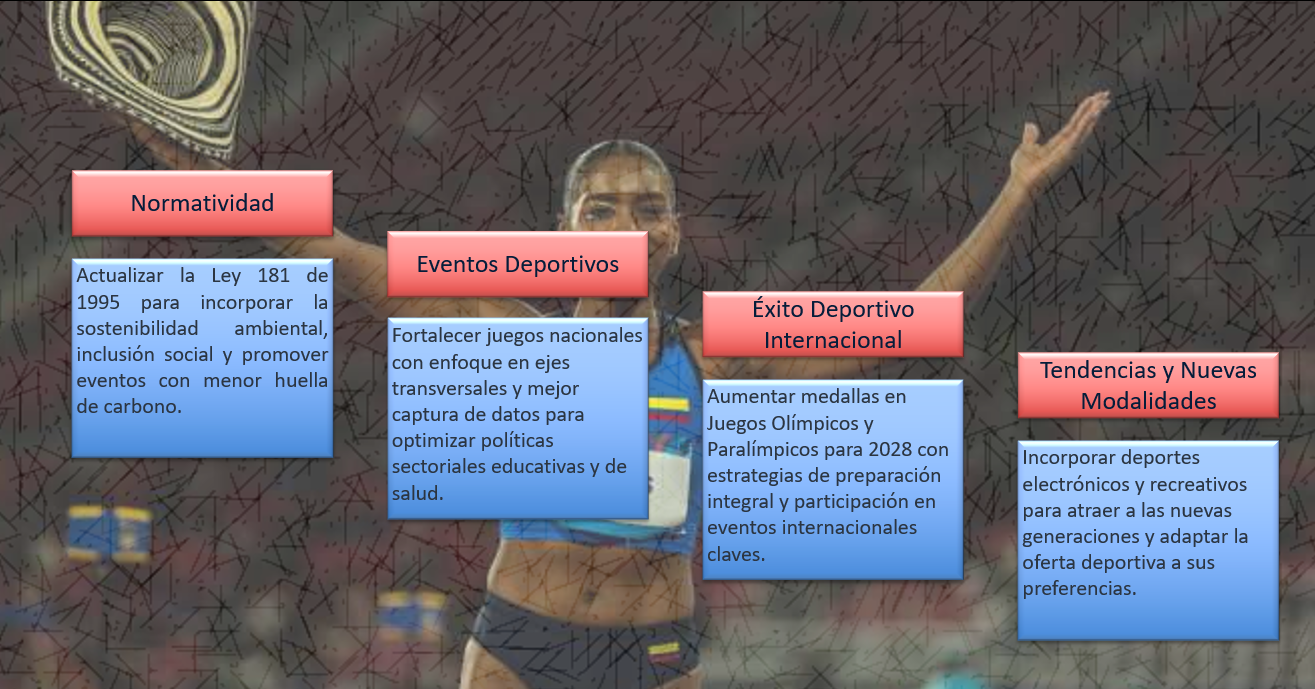 Normatividad
Actualizar la Ley 181 de
1995 para incorporar la
sostenibilidad ambiental,
inclusión social y promover
eventos con menor huella
de carbono.
Eventos Deportivos
Fortalecer juegos nacionales
con enfoque en ejes
transversales y mejor
captura de datos para
optimizar políticas
sectoriales educativas y de
salud.
Éxito Deportivo
Internacional
Aumentar medallas en
Juegos Olímpicos y
Paralímpicos para 2028 con
estrategias de preparación
integral y participación en
eventos internacionales
claves.
Tendencias y Nuevas
Modalidades
Incorporar deportes
electrónicos y recreativos
para atraer a las nuevas
generaciones y adaptar la
oferta deportiva a sus
preferencias.